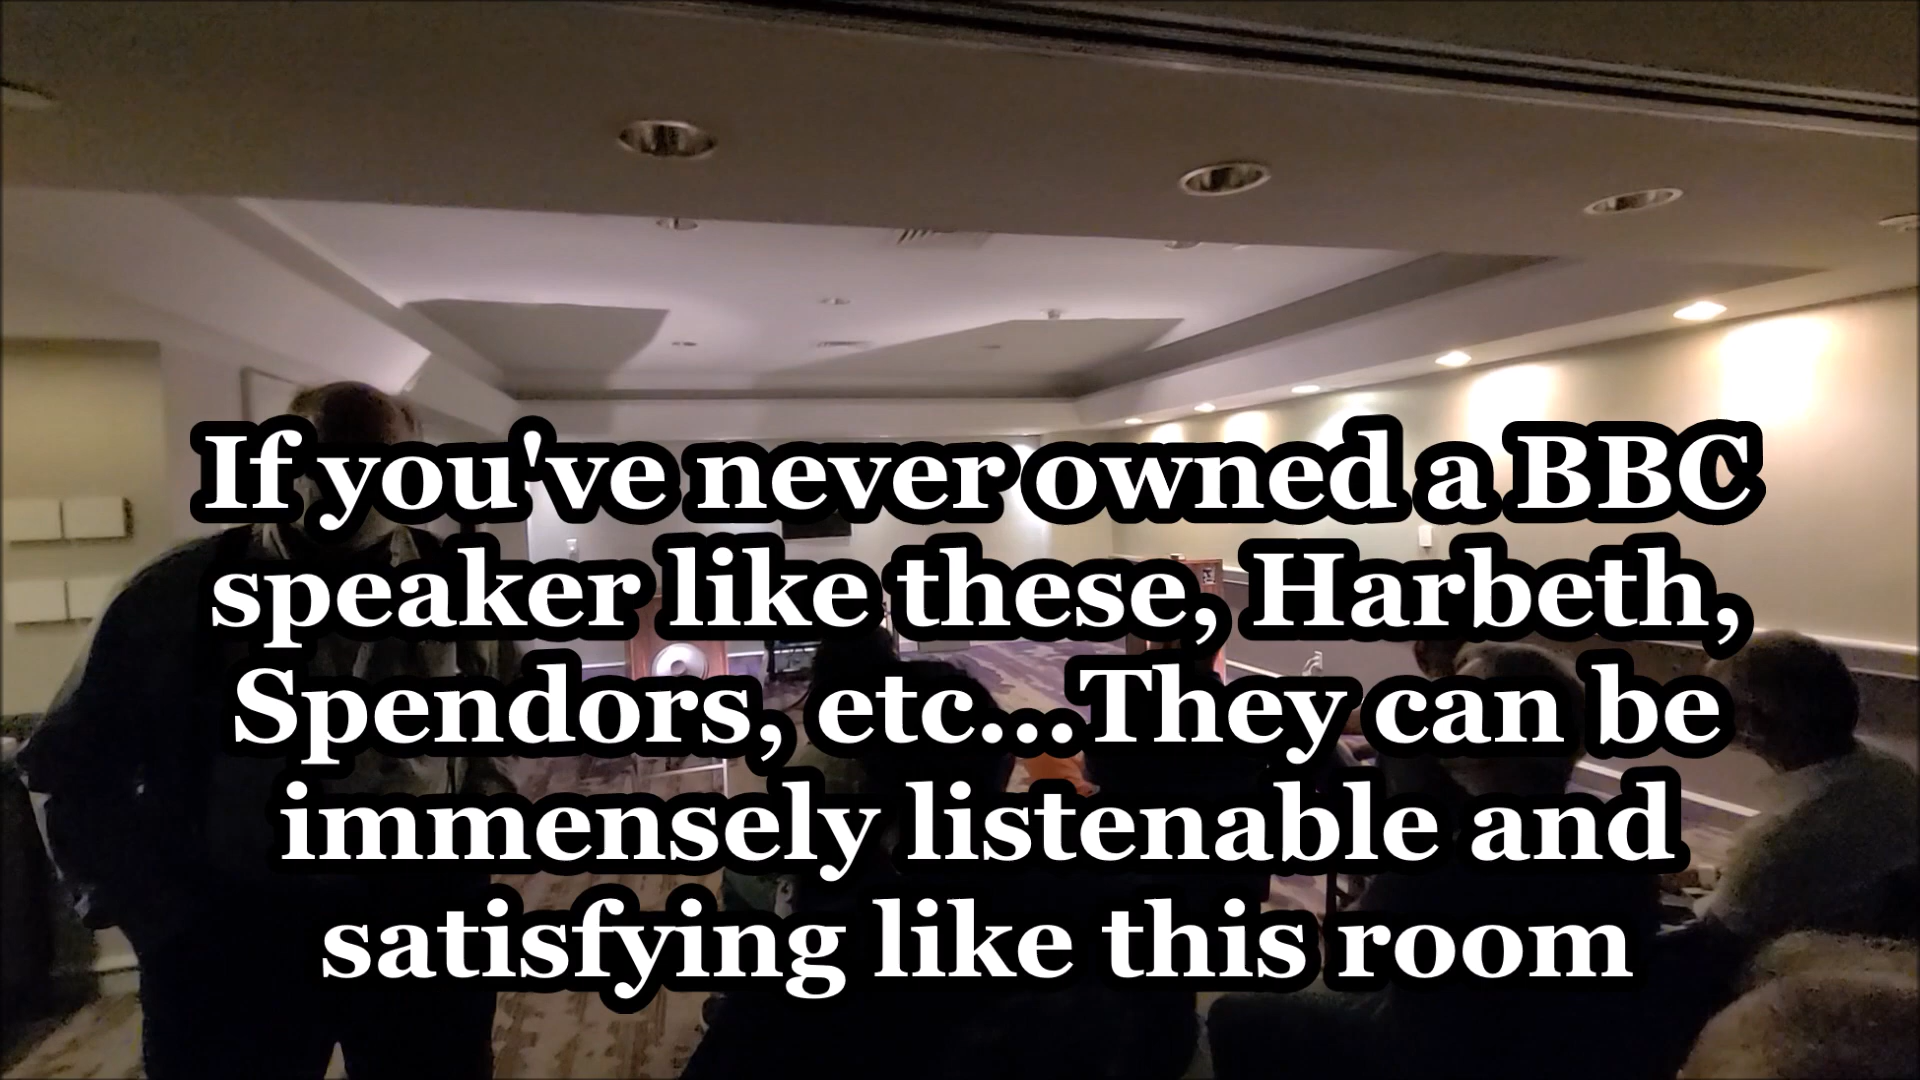 If you've never owned a BBC
speaker like these, Harbeth,
Spendors, etc...They can be
immensely listenable and
satisfying like this room